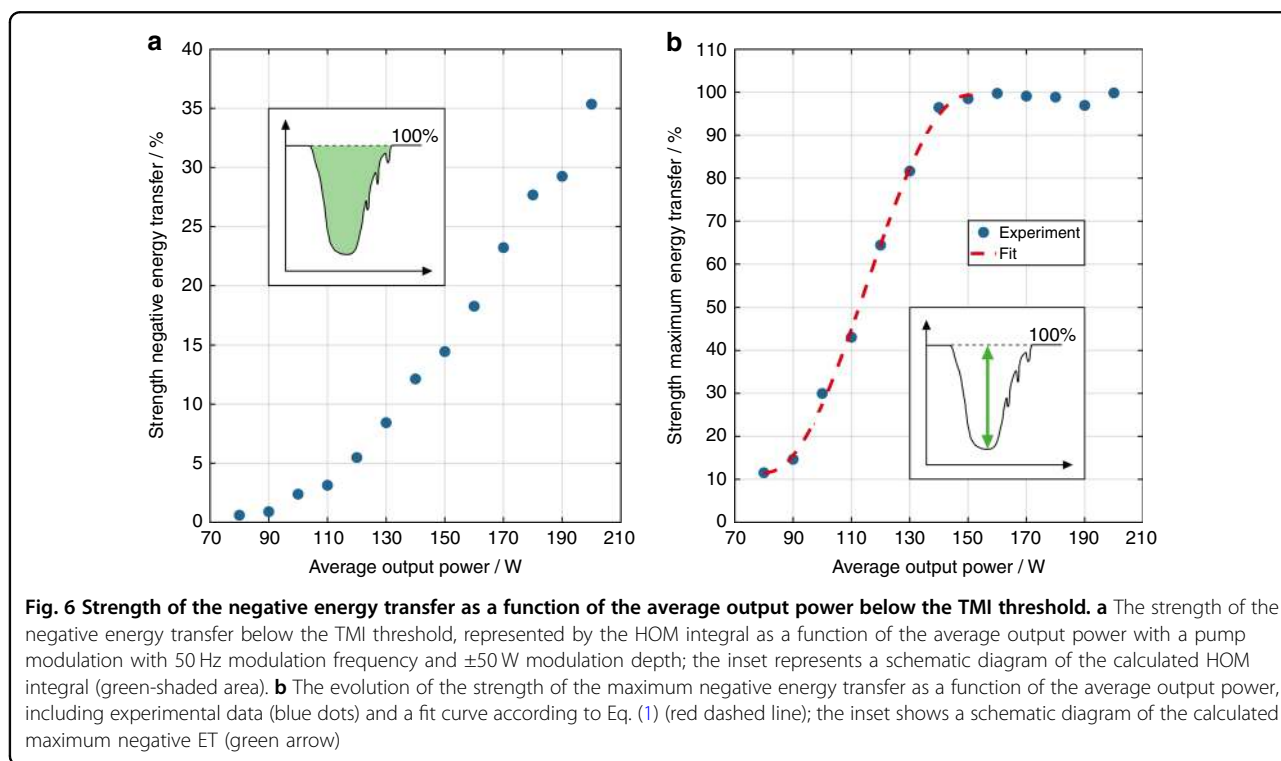 a
40
35
30
25
20
15
10
5
0
Strength negative energy transfer / %
100%
70 90 110 130 150 170 190 210
Average output power / W
b
110
100
90
80
70
60
50
40
30
20
10
0
Strength maximum energy transfer / %
Experiment
Fit
100%
70 90 110 130 150 170 190 210
Average output power / W
Fig. 6 Strength of the negative energy transfer as a function of the average output power below the TMI threshold. a The strength of the
negative energy transfer below the TMI threshold, represented by the HOM integral as a function of the average output power with a pump
modulation with 50 Hz modulation frequency and ±50 W modulation depth; the inset represents a schematic diagram of the calculated HOM
integral (green-shaded area). b The evolution of the strength of the maximum negative energy transfer as a function of the average output power,
including experimental data (blue dots) and a fit curve according to Eq. (1) (red dashed line); the inset shows a schematic diagram of the calculated
maximum negative ET (green arrow)